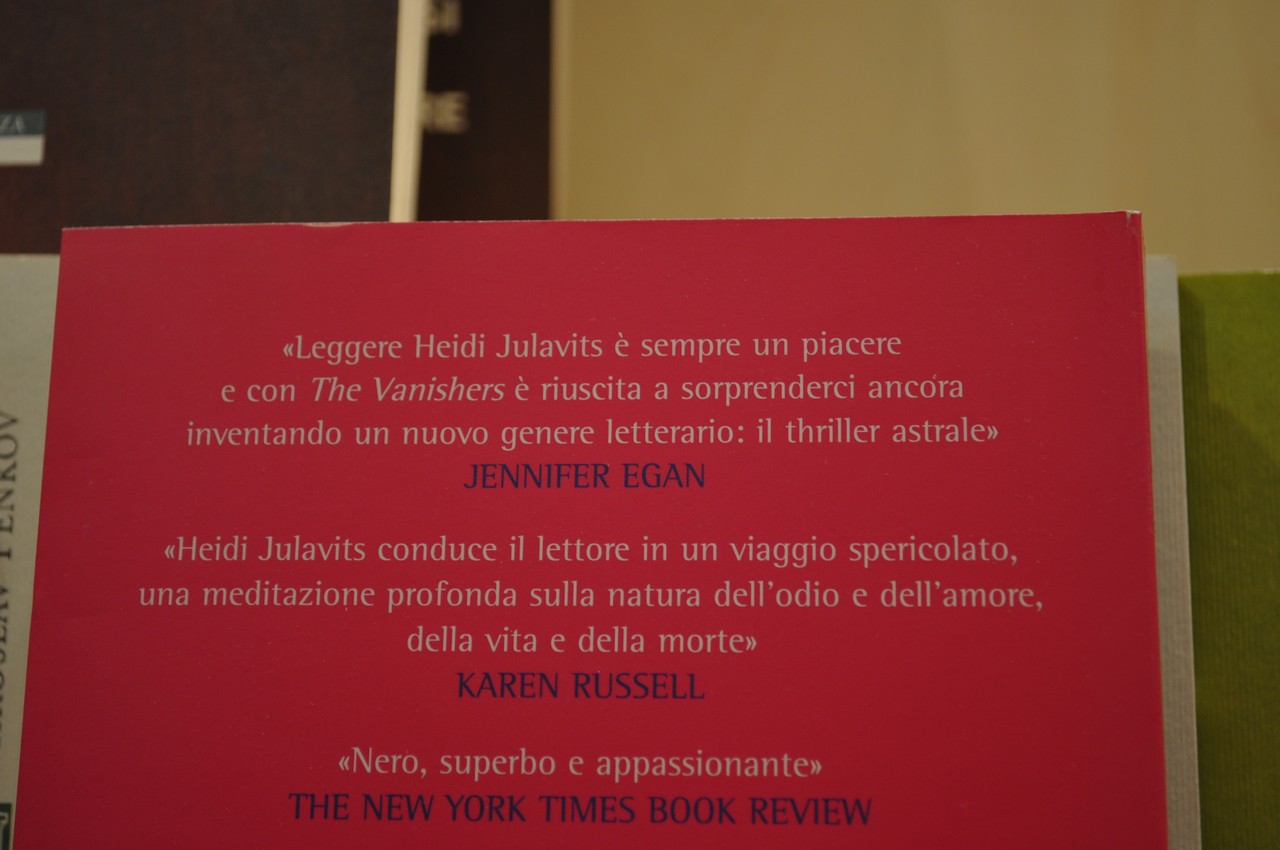 «Leggere Heidi Julavits è sempre un piacere
e con The Vanishers è riuscita a sorprenderci ancora
inventando un nuovo genere letterario: il thriller astrale»
JENNIFER EGAN
«Heidi Julavits conduce il lettore in un viaggio spericolato,
una meditazione profonda sulla natura dell'odio e dell'amore,
della vita e della morte»
KAREN RUSSELL
«Nero, superbo e appassionante»
THE NEW YORK TIMES BOOK REVIEW